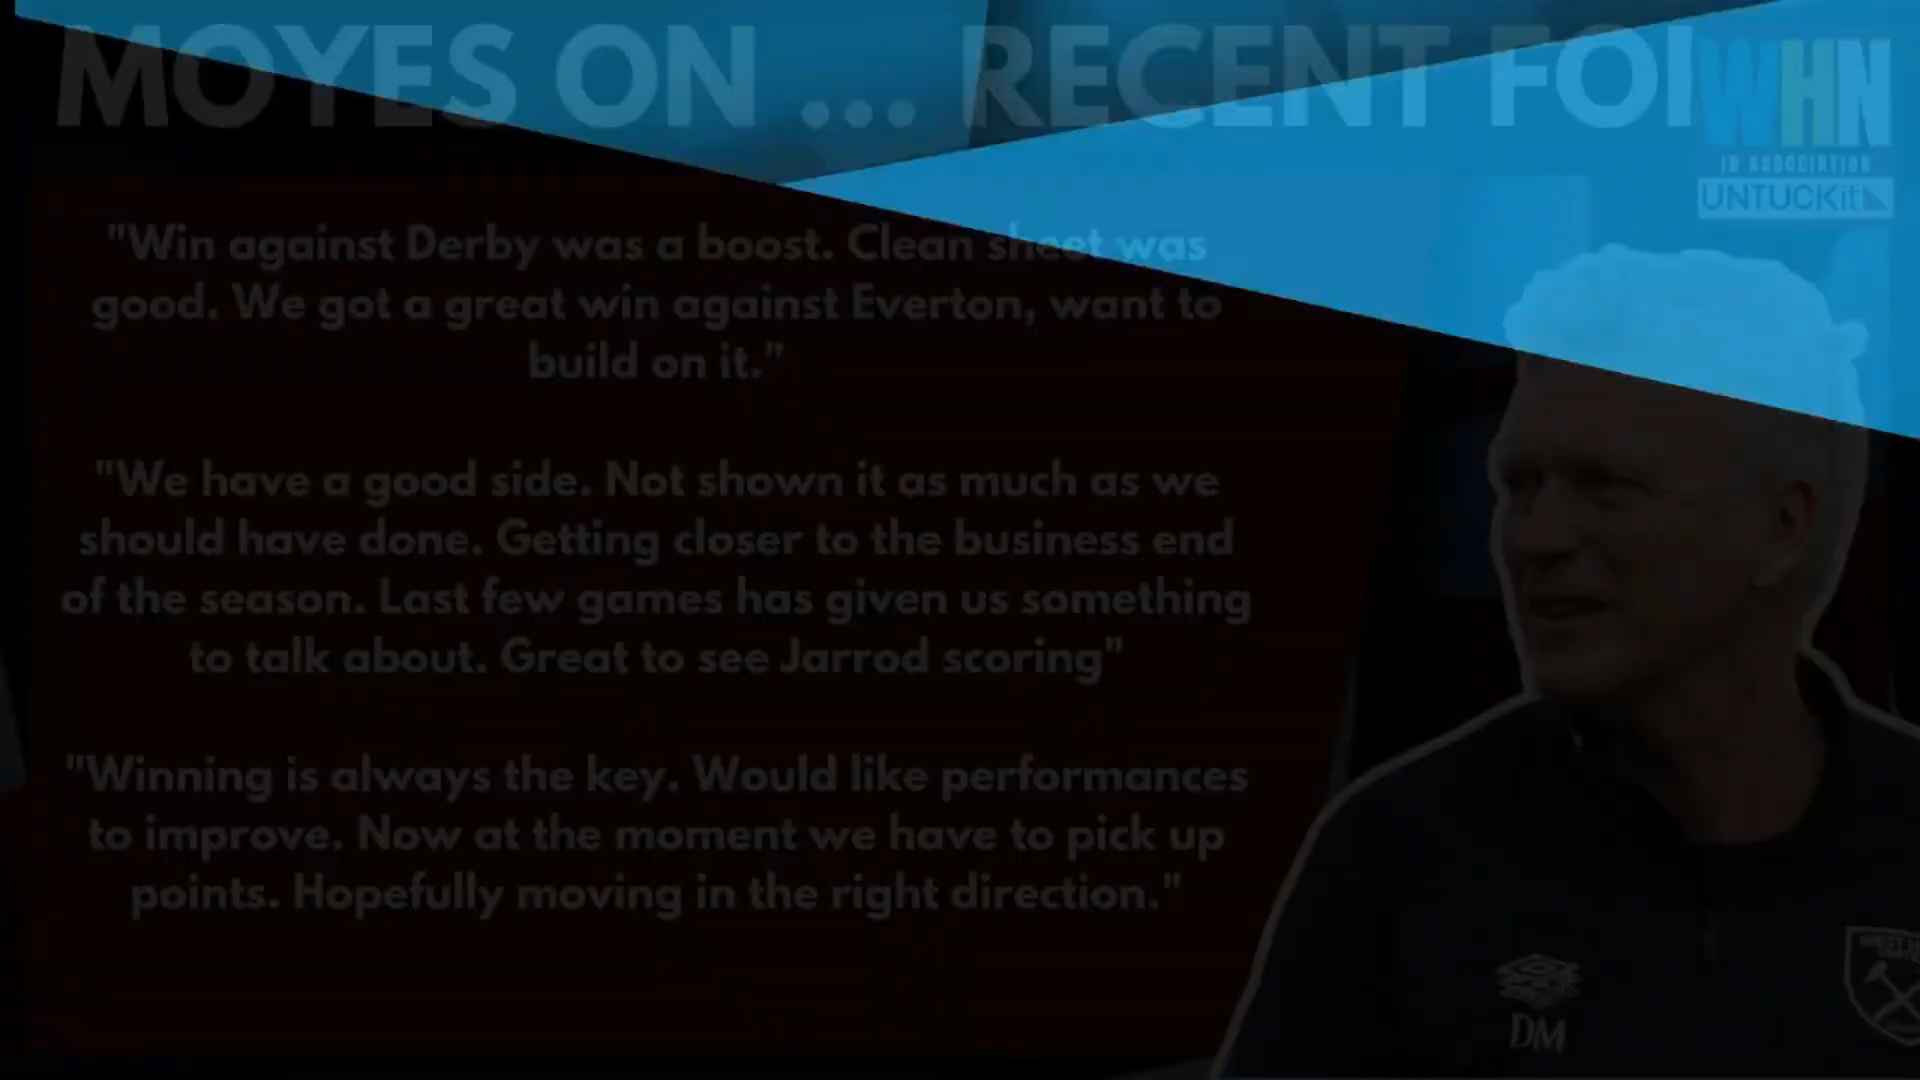 MOYES ON ... RECENT
WHN
IN ASSOCIATION
UNTUCKit
"Win against Derby was a boost. Clean sheet was
good. We got a great win against Everton, want to
build on it."
"We have a good side. Not shown it as much as we
should have done. Getting closer to the business end
of the season. Last few games has given us something
to talk about. Great to see Jarrod scoring"
"Winning is always the key. Would like performances
to improve. Now at the moment we have to pick up
points. Hopefully moving in the right direction."
DM